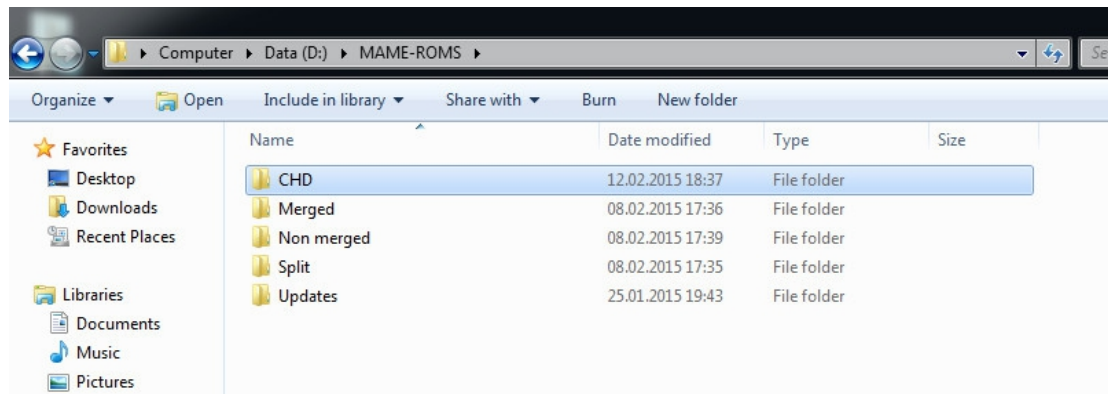 Computer Data (D:) MAME-ROMS Se
Organize Open Include in library Share with Burn New folder
Favorites
Desktop
Downloads
Recent Places
Libraries
Documents
Music
Pictures
Name Date modified Type Size
CHD 12.02.2015 18:37 File folder
Merged 08.02.2015 17:36 File folder
Non merged 08.02.2015 17:39 File folder
Split 08.02.2015 17:35 File folder
Updates 25.01.2015 19:43 File folder